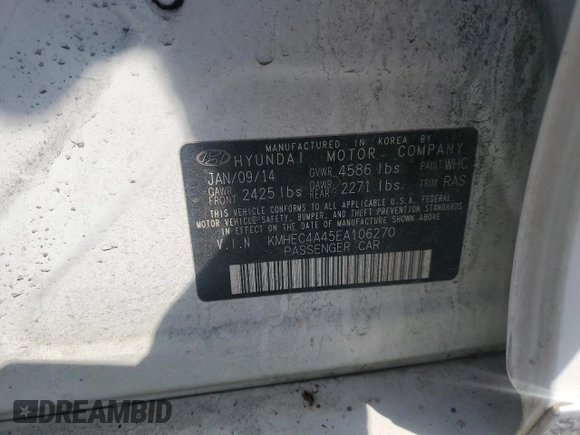 MANUFACTURED IN KOREA BY
HYUNDAI MOTOR COMPANY
JAN/09/14 GVWR 4586 lbs PAINT WHC
GAWR FRONT 2425 lbs GAWR REAR 2271 lbs. TRIM RAS
THIS VEHICLE CONFORMS TO ALL APPLICABLE U.S.A. FEDERAL
MOTOR VEHICLE SAFETY, BUMPER, AND THEFT PREVENTION STANDARDS
IN EFFECT ON THE DATE OF MANUFACTURE SHOWN ABOVE.
V.I.N KMHEC4A45EA106270
PASSENGER CAR
DREAMBID